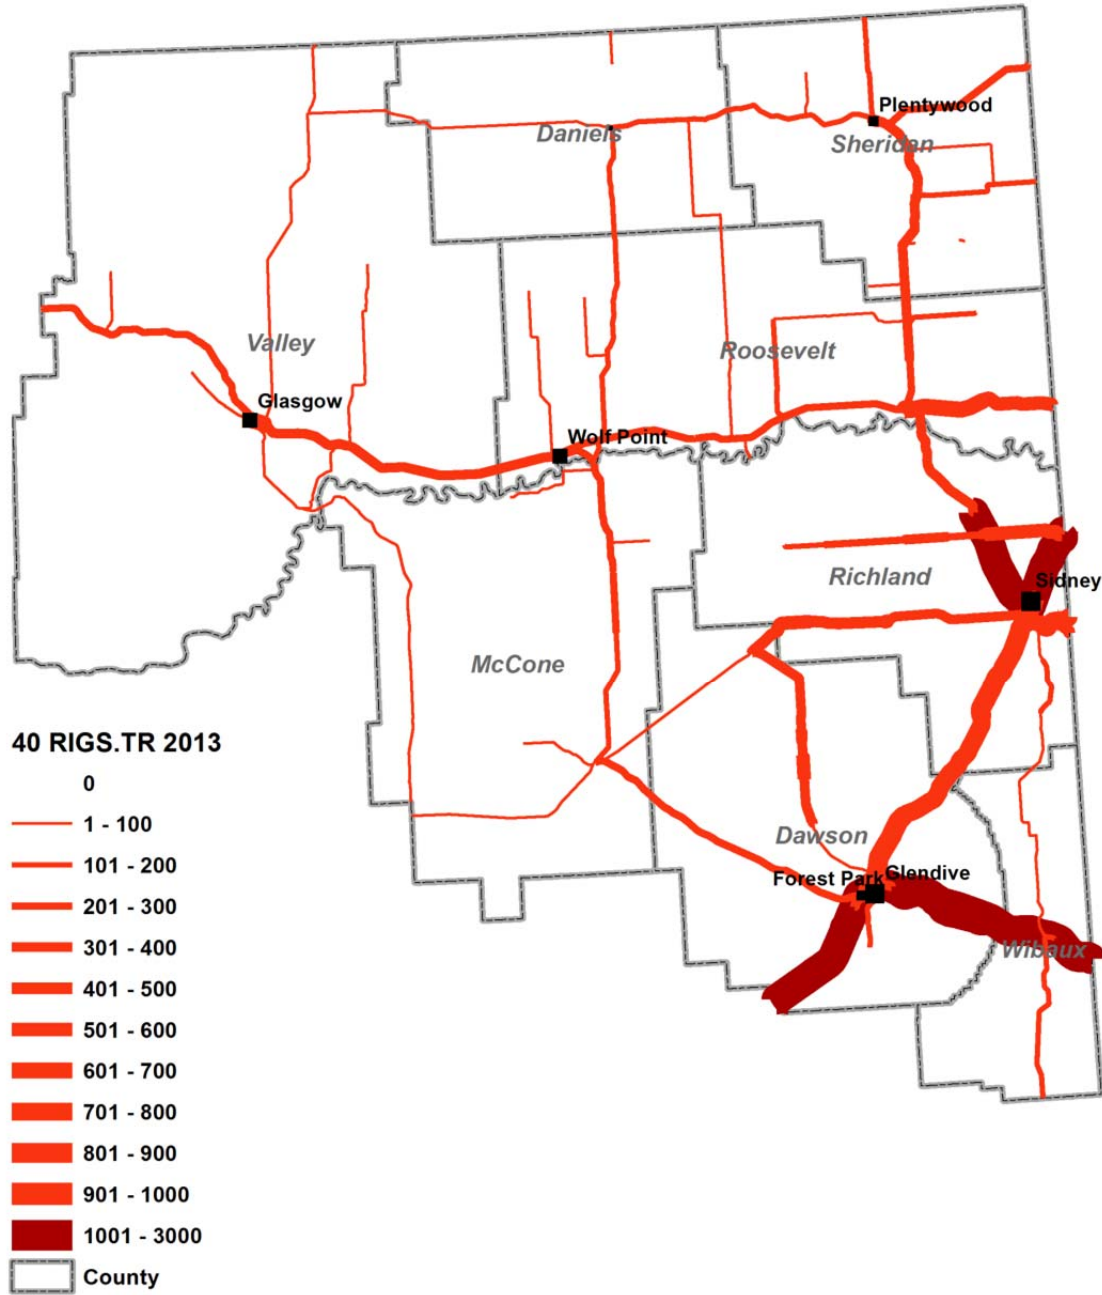 Plentywood
Daniels
Sheridan
Valley
Roosevelt
Glasgow
Wolf Point
Richland
Sidney
McCone
40 RIGS.TR 2013
0
1 - 100
101 - 200
201 - 300
301 - 400
401 - 500
501 - 600
601 - 700
701 - 800
801 - 900
901 - 1000
1001 - 3000
County
Dawson
Forest Park
Glendive
Wibaux